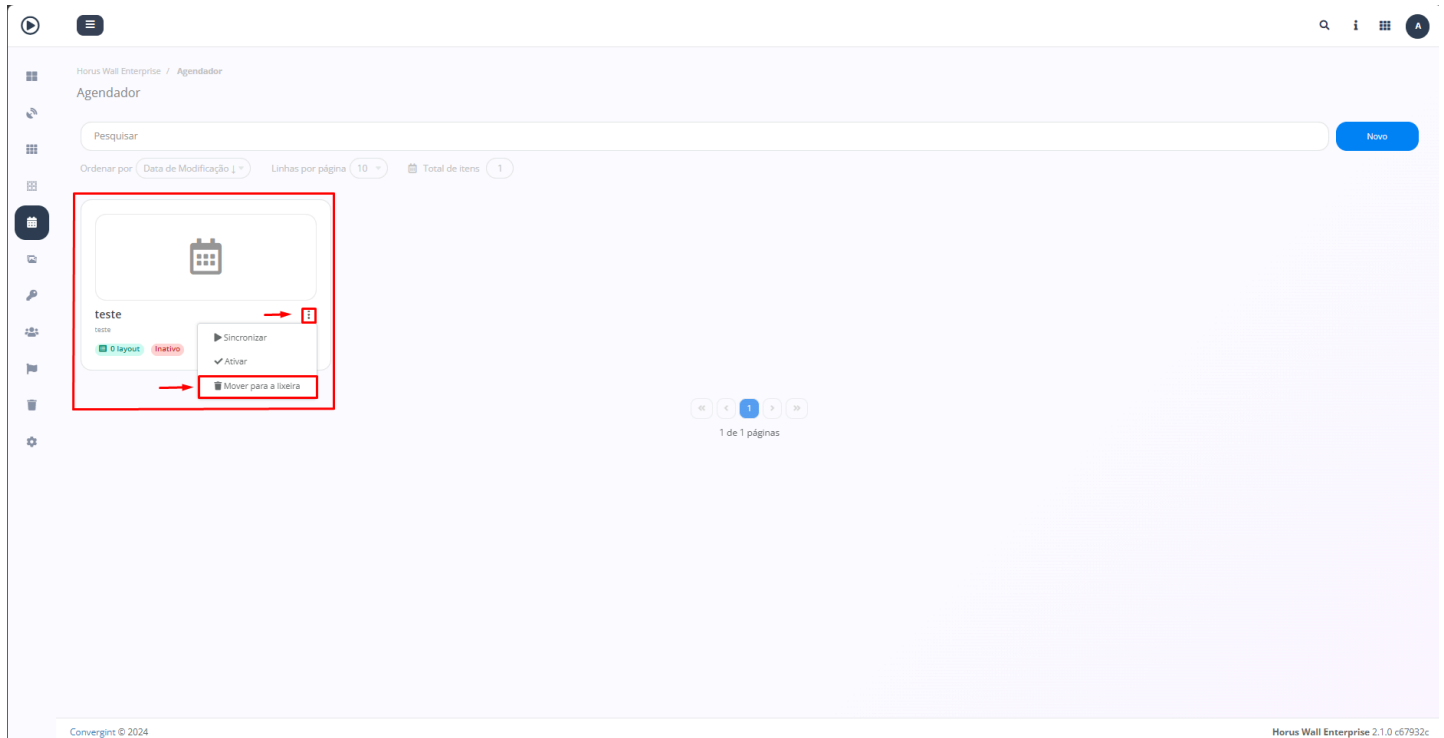 A
Horus Wall Enterprise / Agendador
Agendador
Pesquisar
Novo
Ordenar por Data de Modificação ↓ Linhas por página 10 Total de itens 1
teste
teste
0 layout Inativo
Sincronizar
Ativar
Mover para a lixeira
« ‹ 1 › »
1 de 1 páginas
Convergint © 2024
Horus Wall Enterprise 2.1.0 c67932c